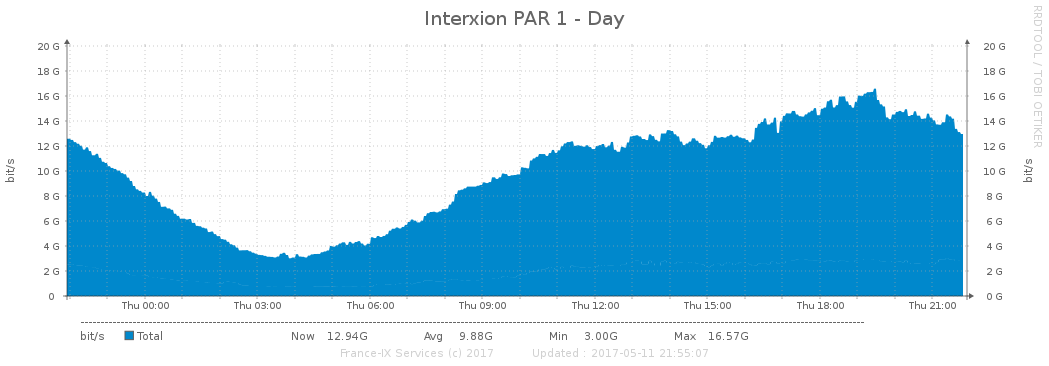 Interxion PAR 1 - Day
RRDTOOL / TOBI OETIKER
20 G 20 G
18 G 18 G
16 G 16 G
14 G 14 G
12 G 12 G
10 G 10 G
8 G 8 G
6 G 6 G
4 G 4 G
2 G 2 G
0 0 G
bit/s
bit/s
Thu 00:00 Thu 03:00 Thu 06:00 Thu 09:00 Thu 12:00 Thu 15:00 Thu 18:00 Thu 21:00
bit/s Total Now 12.94G Avg 9.88G Min 3.00G Max 16.57G
France-IX Services (c) 2017 Updated : 2017-05-11 21:55:07